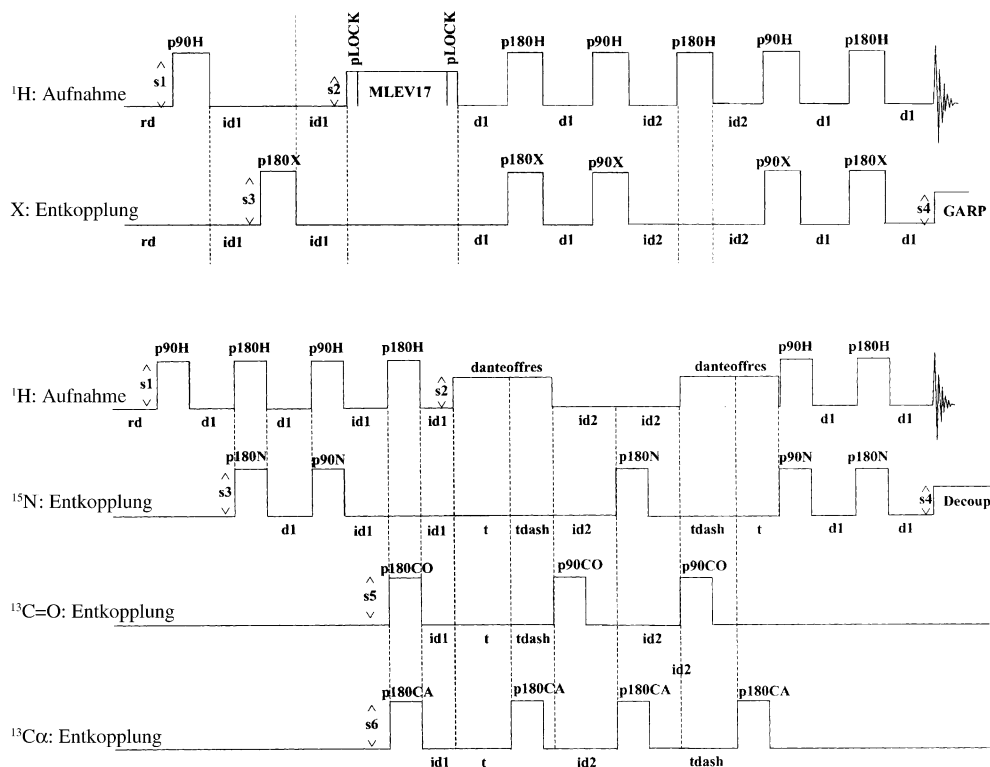 p90H pLOCK pLOCK p180H p90H p180H p90H p180H
¹H: Aufnahme s1 s2 MLEV17
rd id1 id1 d1 d1 id2 id2 d1 d1
p180X p180X p90X p90X p180X
X: Entkopplung s3 s4 GARP
rd id1 id1 d1 d1 id2 id2 d1 d1
p90H p180H p90H p180H danteoffres danteoffres p90H p180H
¹H: Aufnahme s1 s2
rd d1 d1 id1 id1 id2 id2 d1 d1
p180N p90N p180N p90N p180N
¹⁵N: Entkopplung s3 s4 Decoup
d1 id1 id1 t tdash id2 tdash t d1 d1
p180CO p90CO p90CO
¹³C=O: Entkopplung s5
id1 t tdash id2
id2
p180CA p180CA p180CA p180CA
¹³Cα: Entkopplung s6
id1 t id2 tdash